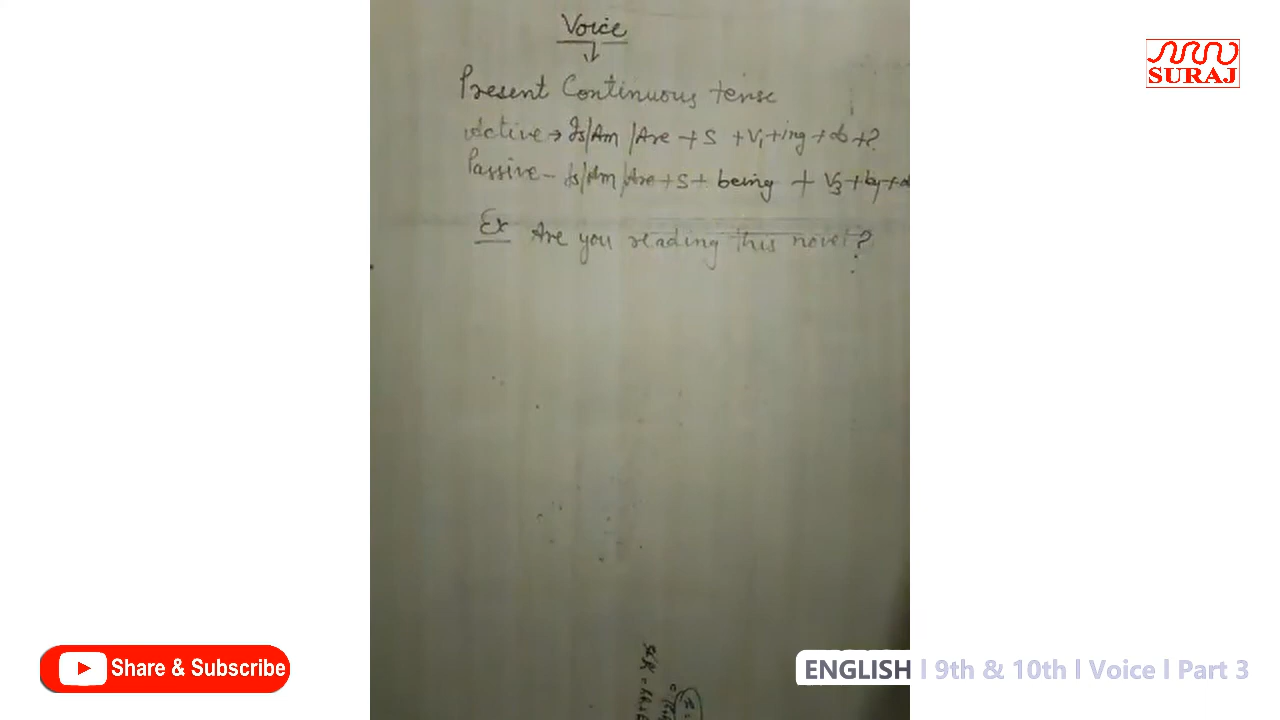 Voice
SURAJ
Present Continuous tense
Active → Is/Am/Are + S + V1 + ing + ob + ?
Passive - Is/Am/Are + S + being + V3 + by +
Ex Are you reading this novel?
Share & Subscribe
ENGLISH | 9th & 10th | Voice | Part 3